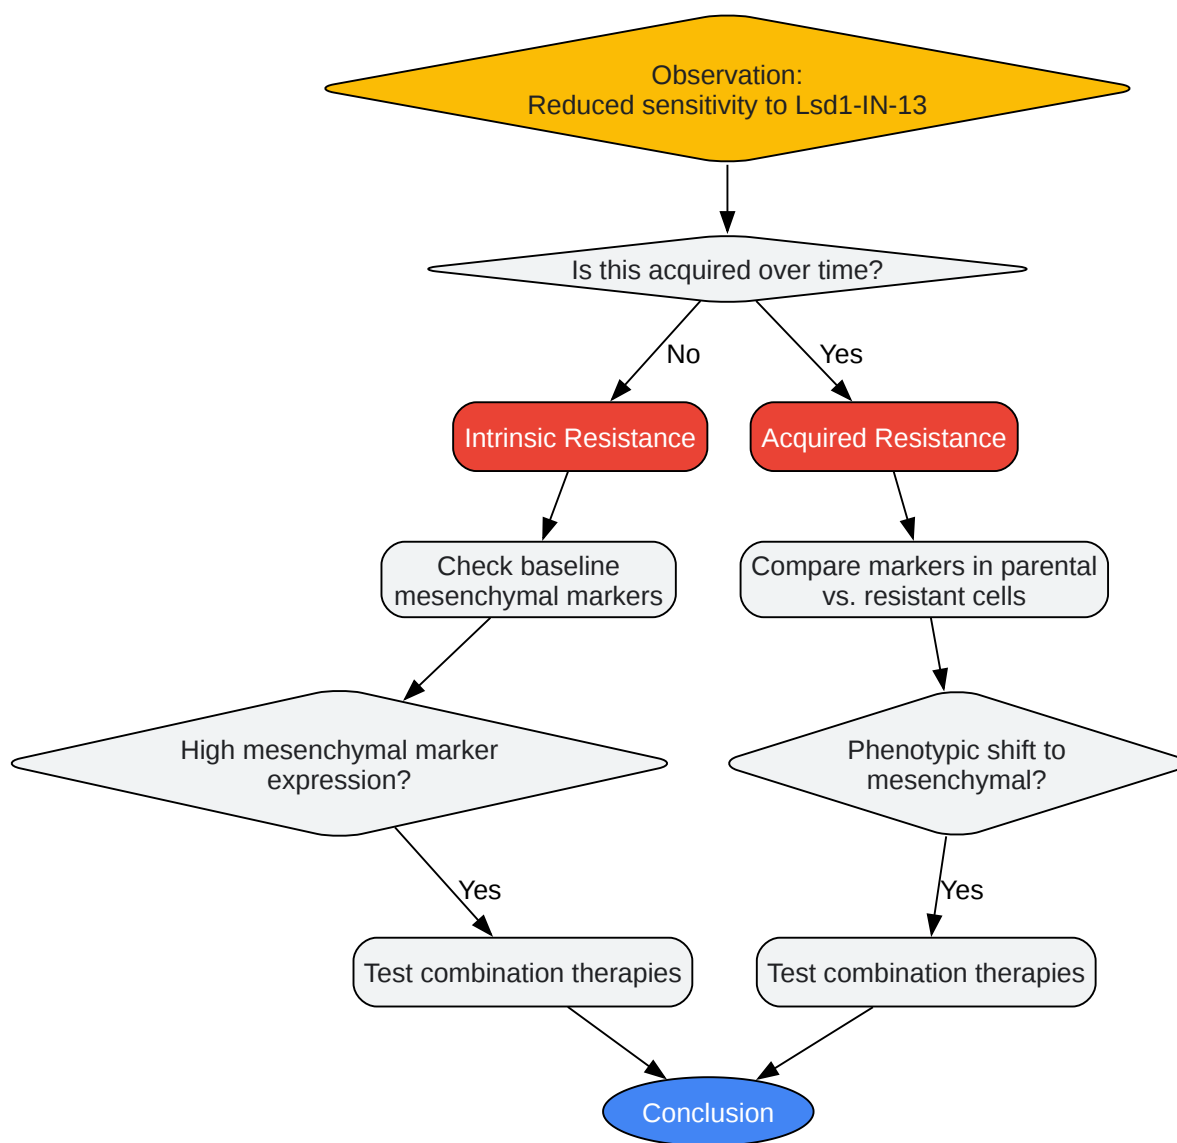 Observation:
Reduced sensitivity to Lsd1-IN-13
Is this acquired over time?
No
Yes
Intrinsic Resistance
Acquired Resistance
Check baseline
mesenchymal markers
Compare markers in parental
vs. resistant cells
High mesenchymal marker
expression?
Phenotypic shift to
mesenchymal?
Yes
Yes
Test combination therapies
Test combination therapies
Conclusion